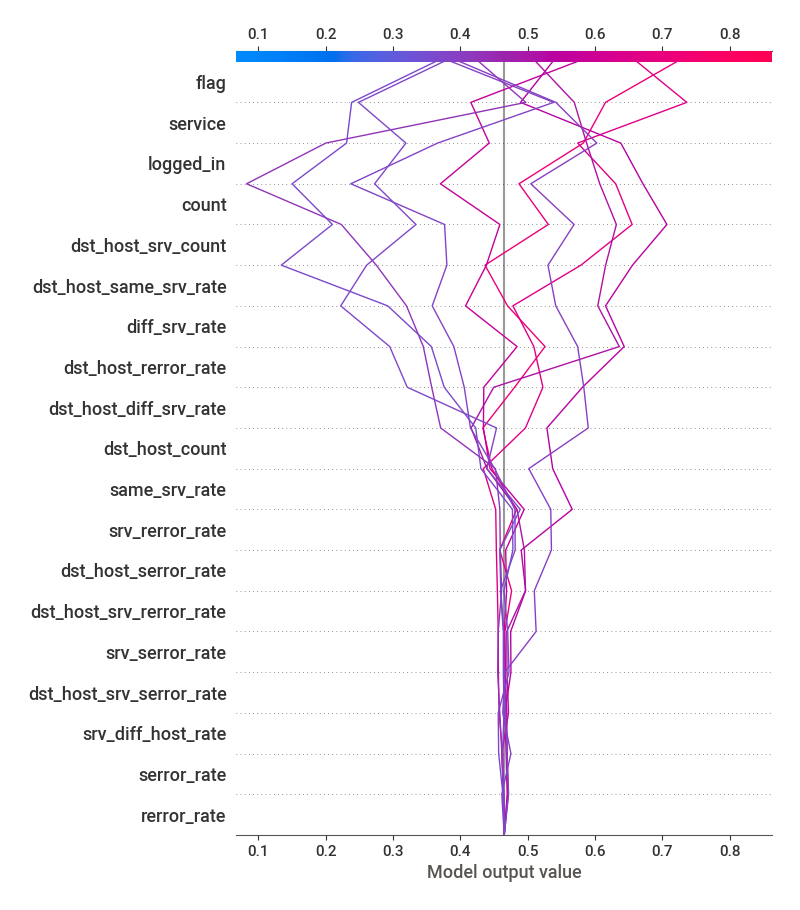 0.1 0.2 0.3 0.4 0.5 0.6 0.7 0.8
flag
service
logged_in
count
dst_host_srv_count
dst_host_same_srv_rate
diff_srv_rate
dst_host_rerror_rate
dst_host_diff_srv_rate
dst_host_count
same_srv_rate
srv_rerror_rate
dst_host_serror_rate
dst_host_srv_rerror_rate
srv_serror_rate
dst_host_srv_serror_rate
srv_diff_host_rate
serror_rate
rerror_rate
0.1 0.2 0.3 0.4 0.5 0.6 0.7 0.8
Model output value